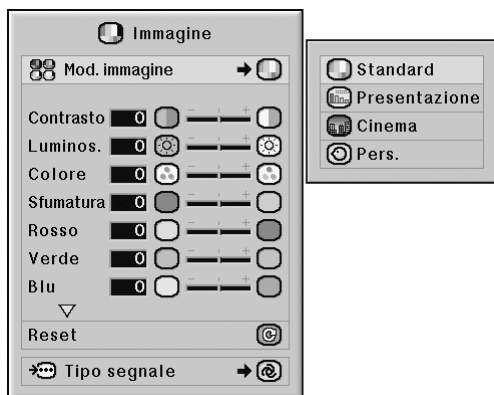 Immagine
Mod. immagine
Contrasto 0
Luminos. 0
Colore 0
Sfumatura 0
Rosso 0
Verde 0
Blu 0
Reset
Tipo segnale
Standard
Presentazione
Cinema
Pers.